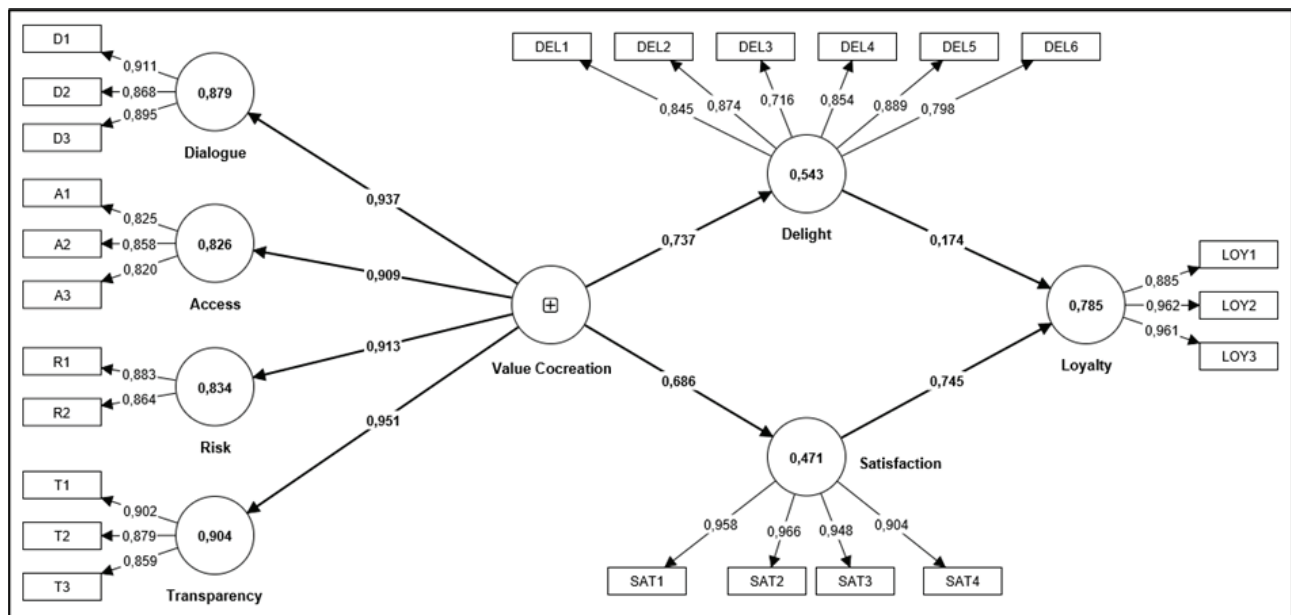 D1
D2
D3
0,911
0,868
0,895
0,879
Dialogue
A1
A2
A3
0,825
0,858
0,820
0,826
Access
R1
R2
0,883
0,864
0,834
Risk
T1
T2
T3
0,902
0,879
0,859
0,904
Transparency
0,937
0,909
0,913
0,951
Value Cocreation
0,737
0,686
DEL1
DEL2
DEL3
DEL4
DEL5
DEL6
0,845
0,874
0,716
0,854
0,889
0,798
0,543
Delight
0,174
0,745
0,471
Satisfaction
0,958
0,966
0,948
0,904
SAT1
SAT2
SAT3
SAT4
0,785
Loyalty
0,885
0,962
0,961
LOY1
LOY2
LOY3